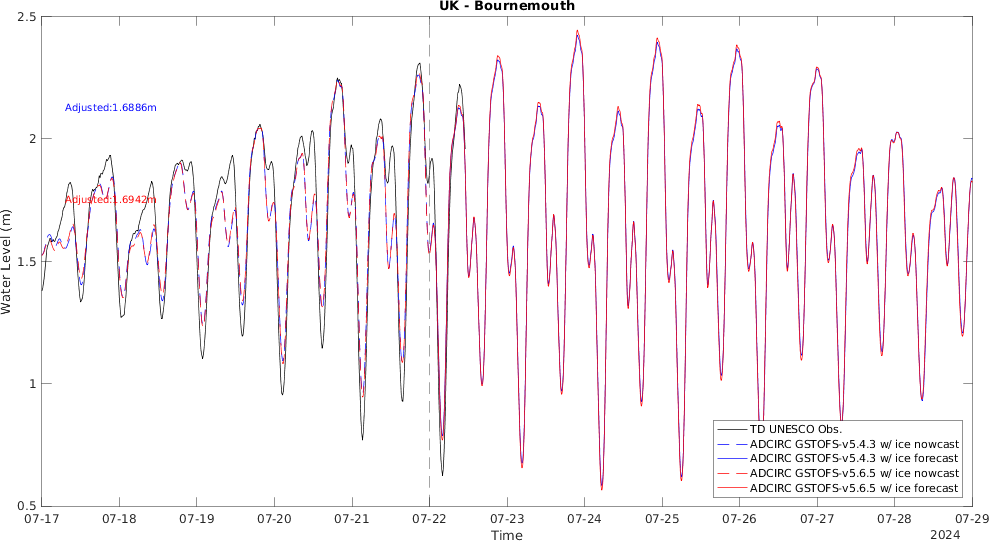 UK - Bournemouth
2.5
2
1.5
1
0.5
Water Level (m)
Adjusted:1.6886m
Adjusted:1.6942m
TD UNESCO Obs.
ADCIRC GSTOFS-v5.4.3 w/ ice nowcast
ADCIRC GSTOFS-v5.4.3 w/ ice forecast
ADCIRC GSTOFS-v5.6.5 w/ ice nowcast
ADCIRC GSTOFS-v5.6.5 w/ ice forecast
07-17 07-18 07-19 07-20 07-21 07-22 07-23 07-24 07-25 07-26 07-27 07-28 07-29
Time
2024